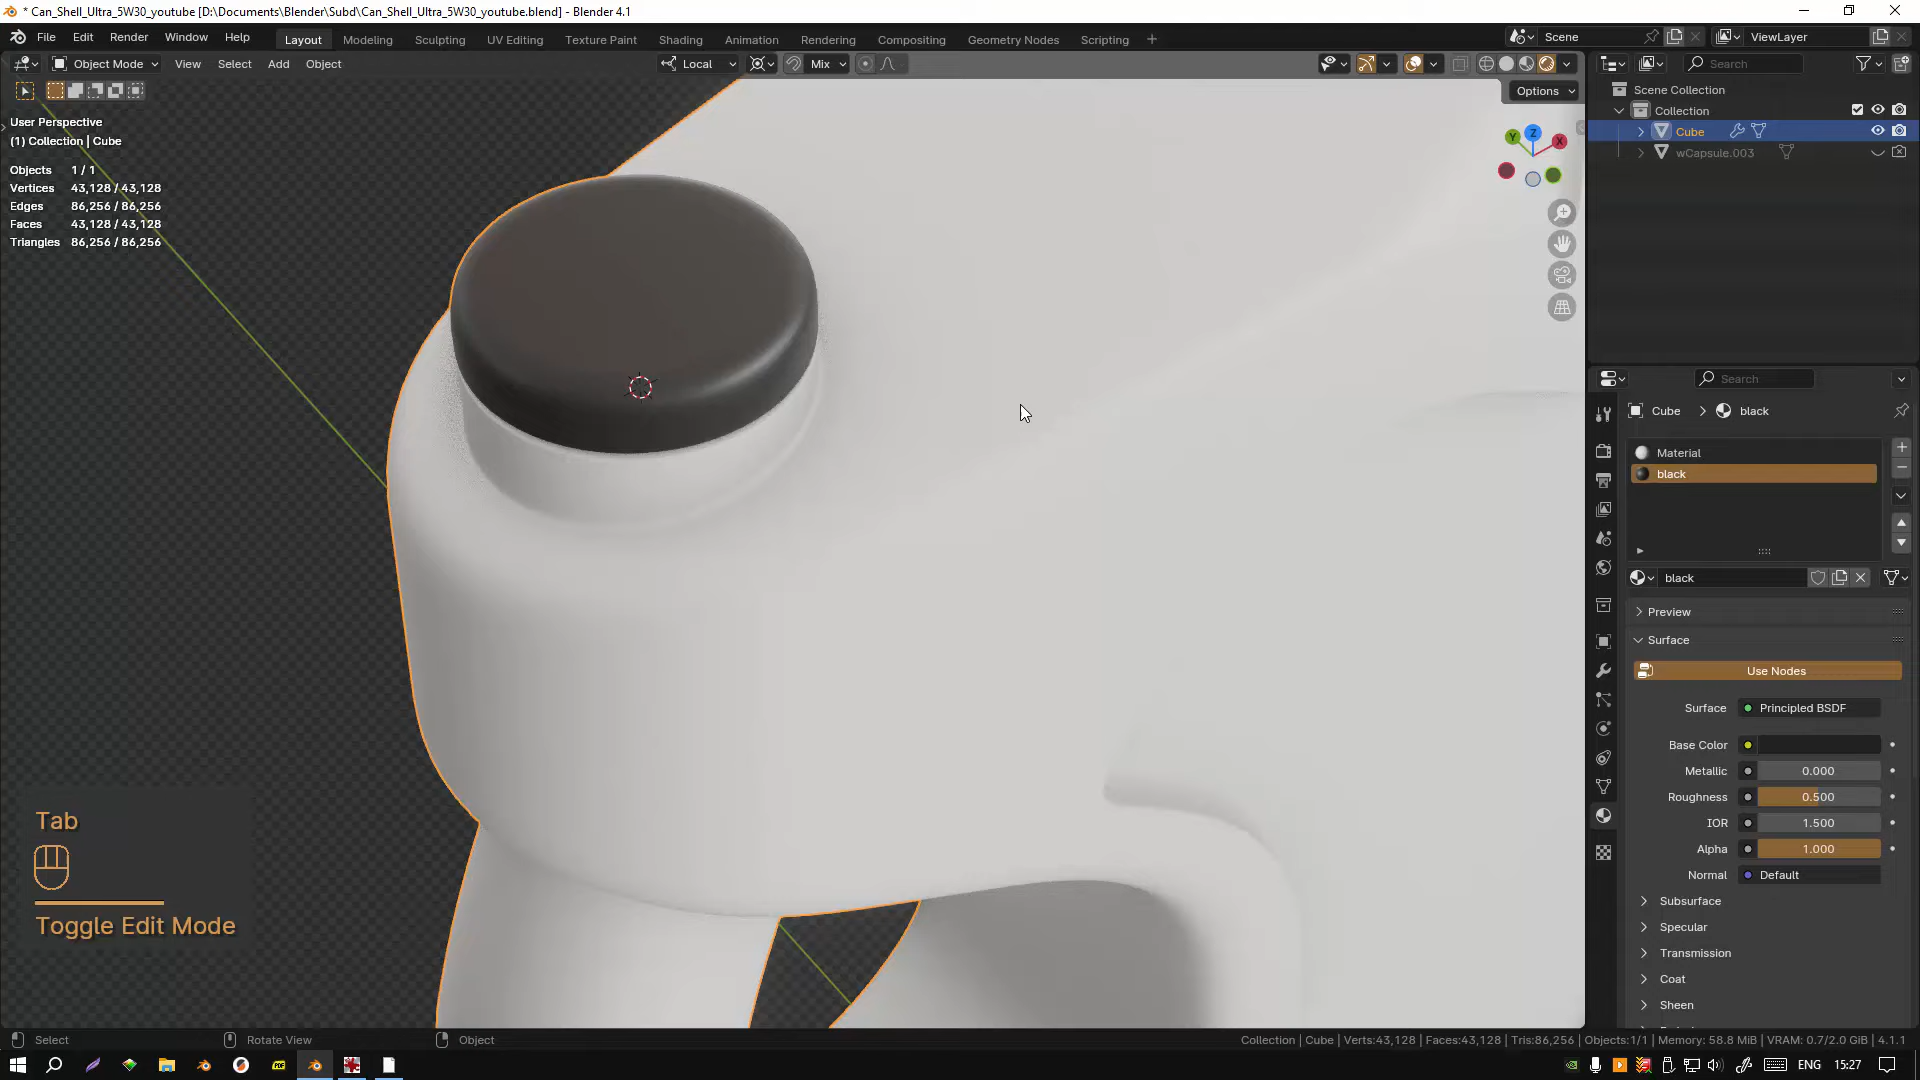 * Can_Shell_Ultra_5W30_youtube [D:\Documents\Blender\Subd\Can_Shell_Ultra_5W30_youtube.blend] - Blender 4.1
File Edit Render Window Help Layout Modeling Sculpting UV Editing Texture Paint Shading Animation Rendering Compositing Geometry Nodes Scripting + Scene ViewLayer
Object Mode View Select Add Object Local Mix Search
Options
Scene Collection
Collection
Cube
wCapsule.003
User Perspective
(1) Collection | Cube
Objects 1 / 1
Vertices 43,128 / 43,128
Edges 86,256 / 86,256
Faces 43,128 / 43,128
Triangles 86,256 / 86,256
Y Z X
Search
Cube > black
Material
black
black
Preview
Surface
Use Nodes
Surface Principled BSDF
Base Color
Metallic 0.000
Roughness 0.500
IOR 1.500
Alpha 1.000
Normal Default
Subsurface
Specular
Transmission
Coat
Sheen
Tab
Toggle Edit Mode
Select Rotate View Object Collection | Cube | Verts:43,128 | Faces:43,128 | Tris:86,256 | Objects:1/1 | Memory: 58.8 MiB | VRAM: 0.7/2.0 GiB | 4.1.1
ENG 15:27